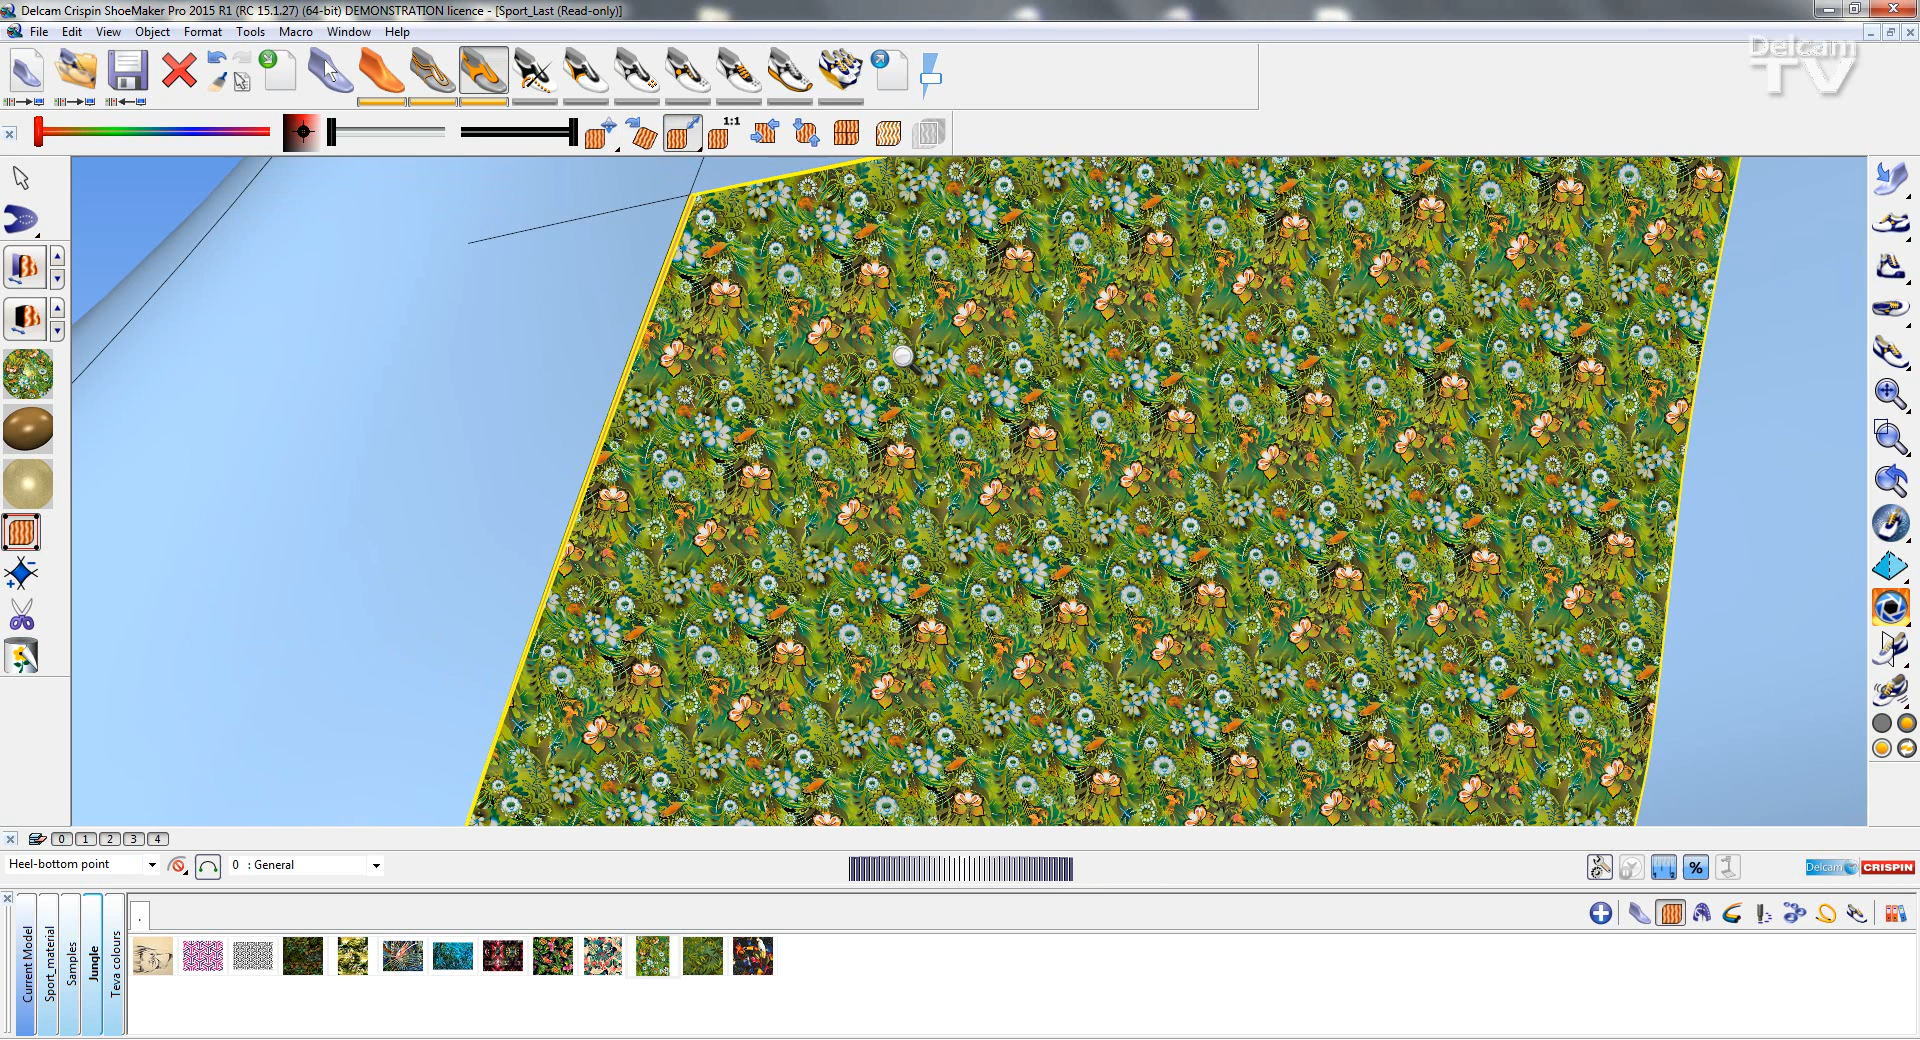 Delcam Crispin ShoeMaker Pro 2015 R1 (RC 15.1.27) (64-bit) DEMONSTRATION licence - [Sport_Last (Read-only)]
File Edit View Object Format Tools Macro Window Help
Delcam
TV
1:1
0 1 2 3 4
Heel-bottom point
0 : General
%
Delcam CRISPIN
Current Model
Sport_material
Samples
Jungle
Teva colours
.